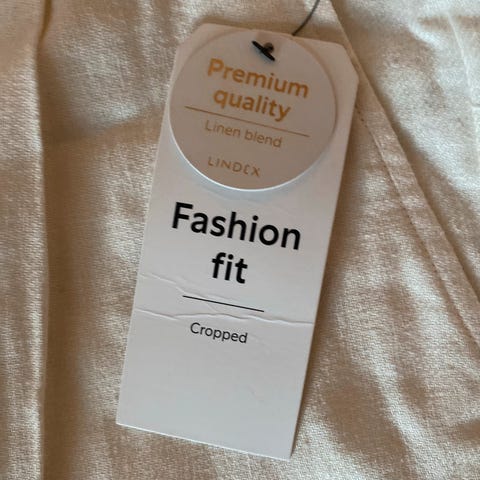 Premium
quality
Linen blend
LINDEX
Fashion
fit
Cropped